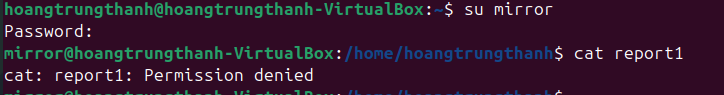 hoangtrungthanh@hoangtrungthanh-VirtualBox:~$ su mirror
Password:
mirror@hoangtrungthanh-VirtualBox:/home/hoangtrungthanh$ cat report1
cat: report1: Permission denied